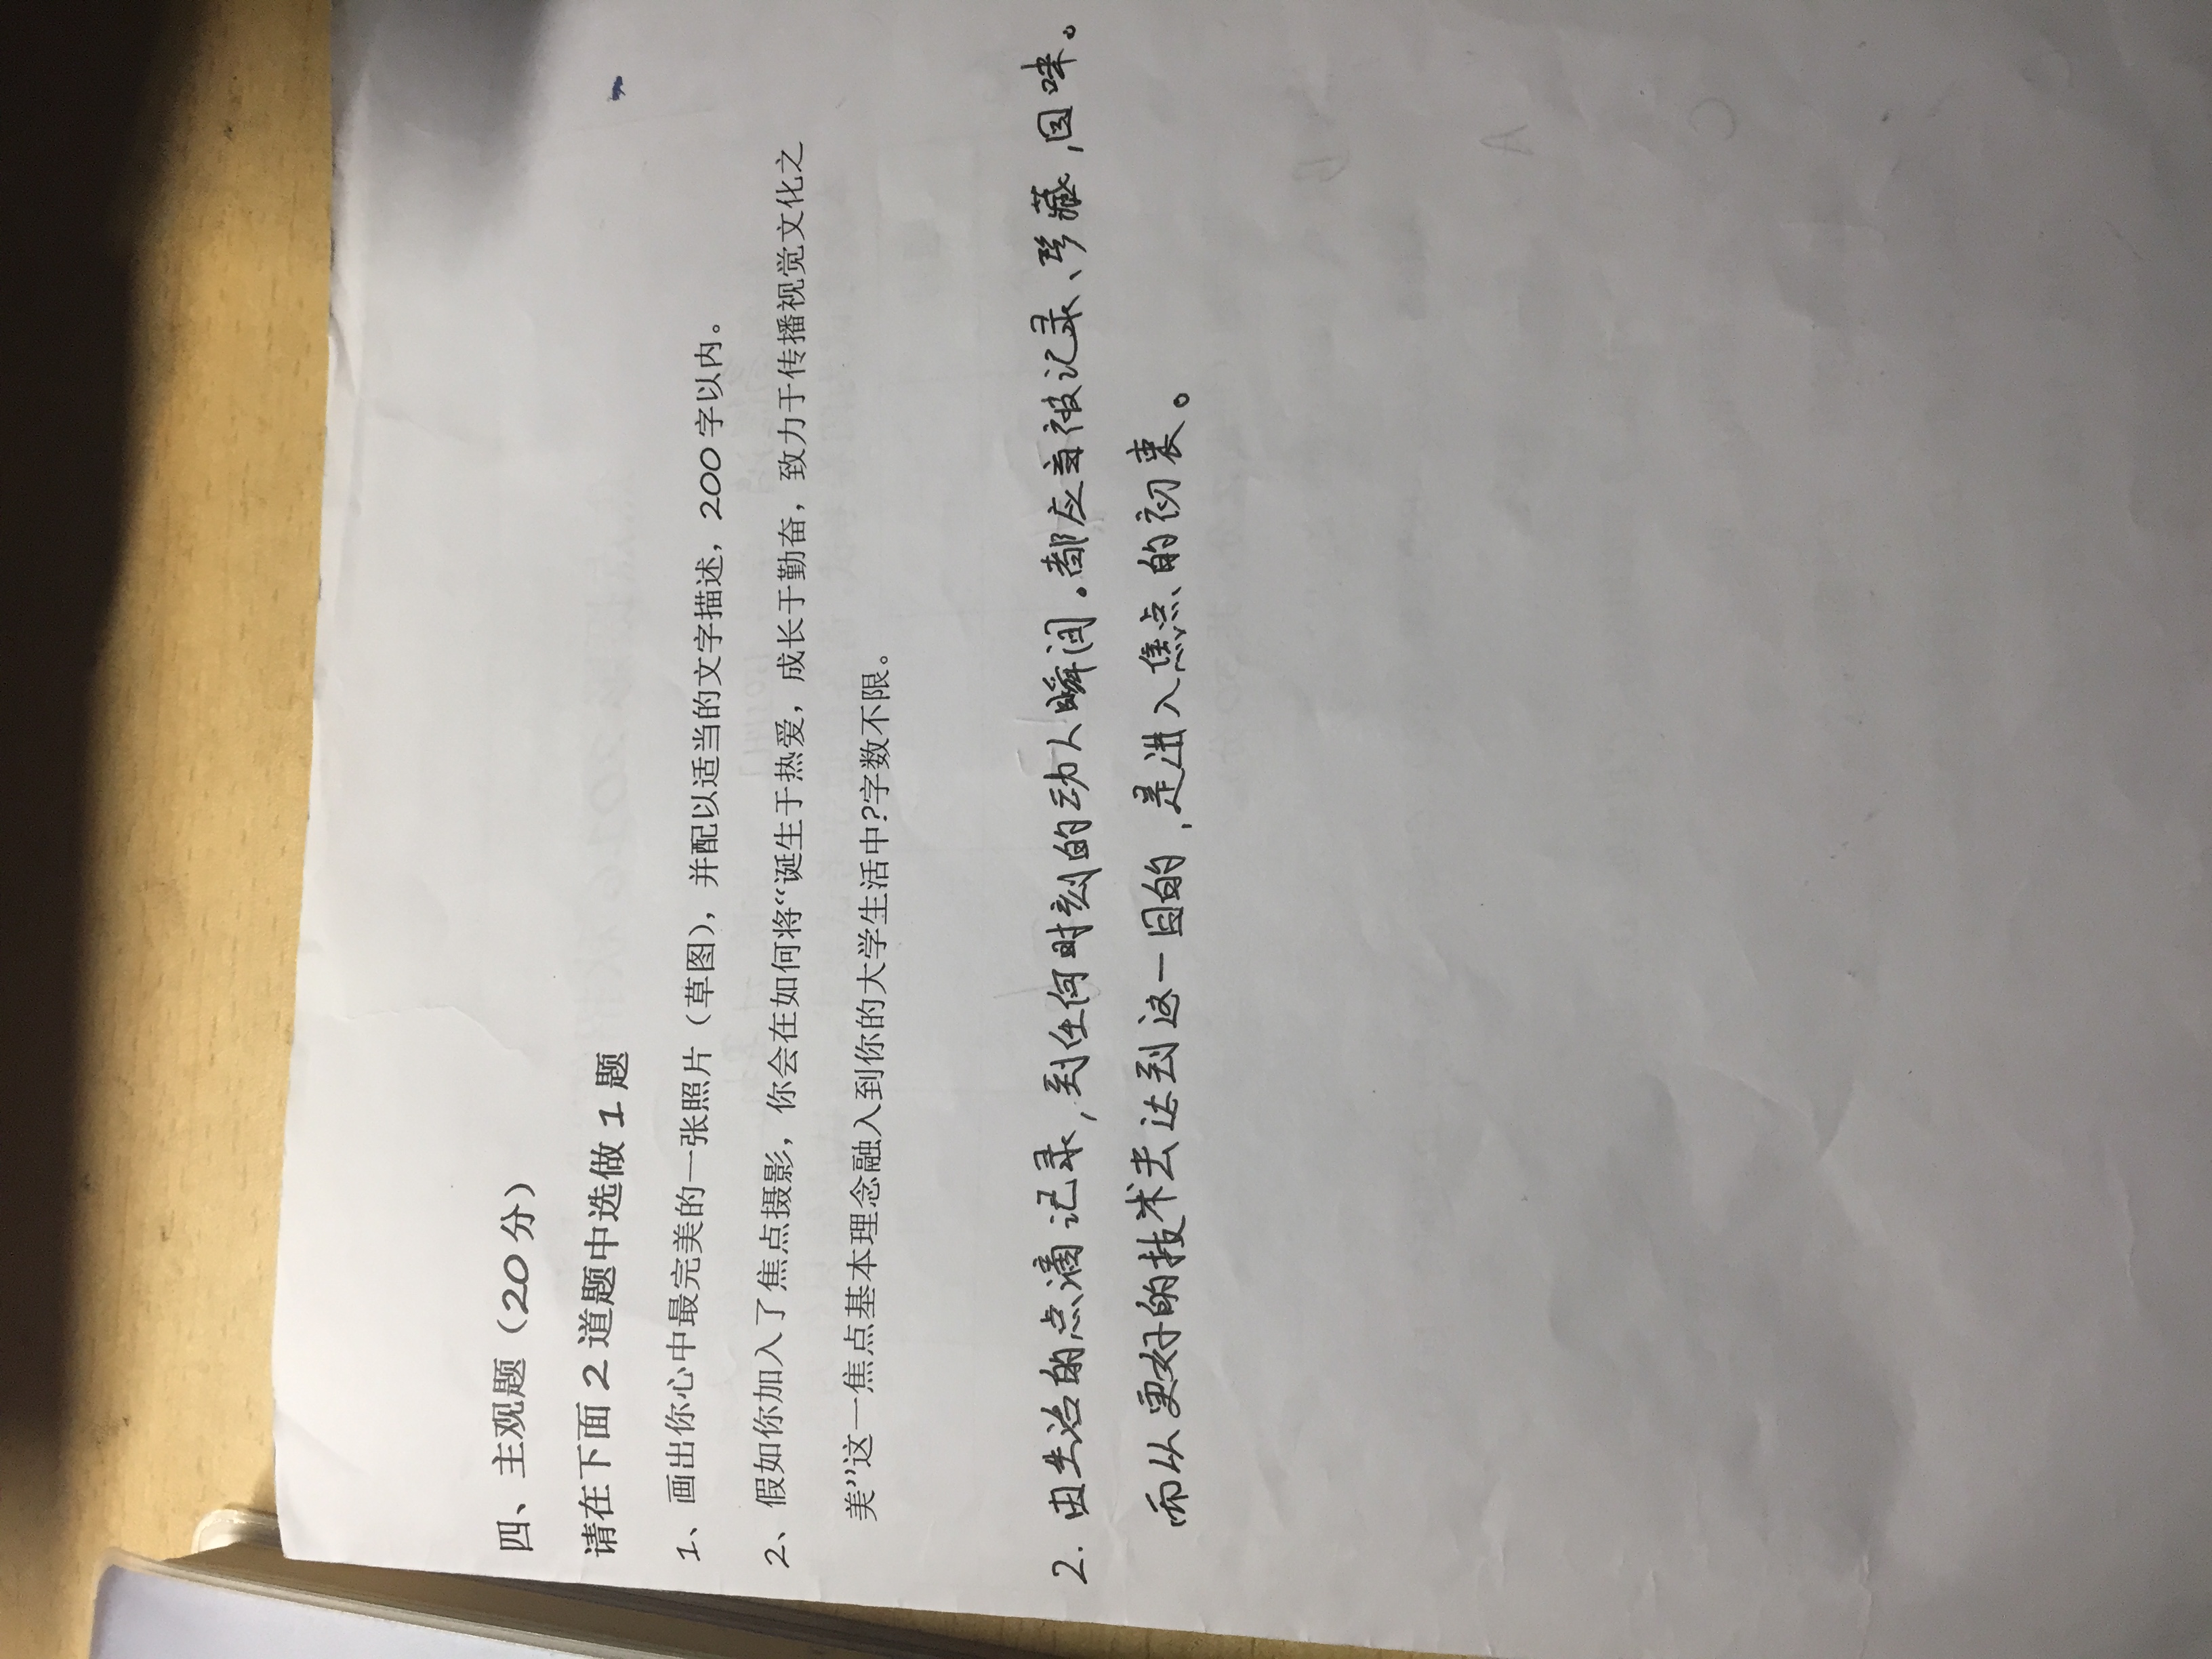 四、主观题（20 分）
请在下面 2 道题中选做 1 题
1、画出你心中最完美的一张照片（草图），并配以适当的文字描述，200 字以内。
2、假如你加入了焦点摄影，你会在如何将“诞生于热爱，成长于勤奋，致力于传播视觉文化之
美”这一焦点基本理念融入到你的大学生活中?字数不限。
2. 由生活的点滴记录,到任何时刻的动人瞬间。都应该被记录、珍藏,回味。
而从更好的技术去达到这一目的,是进入焦点的初衷。